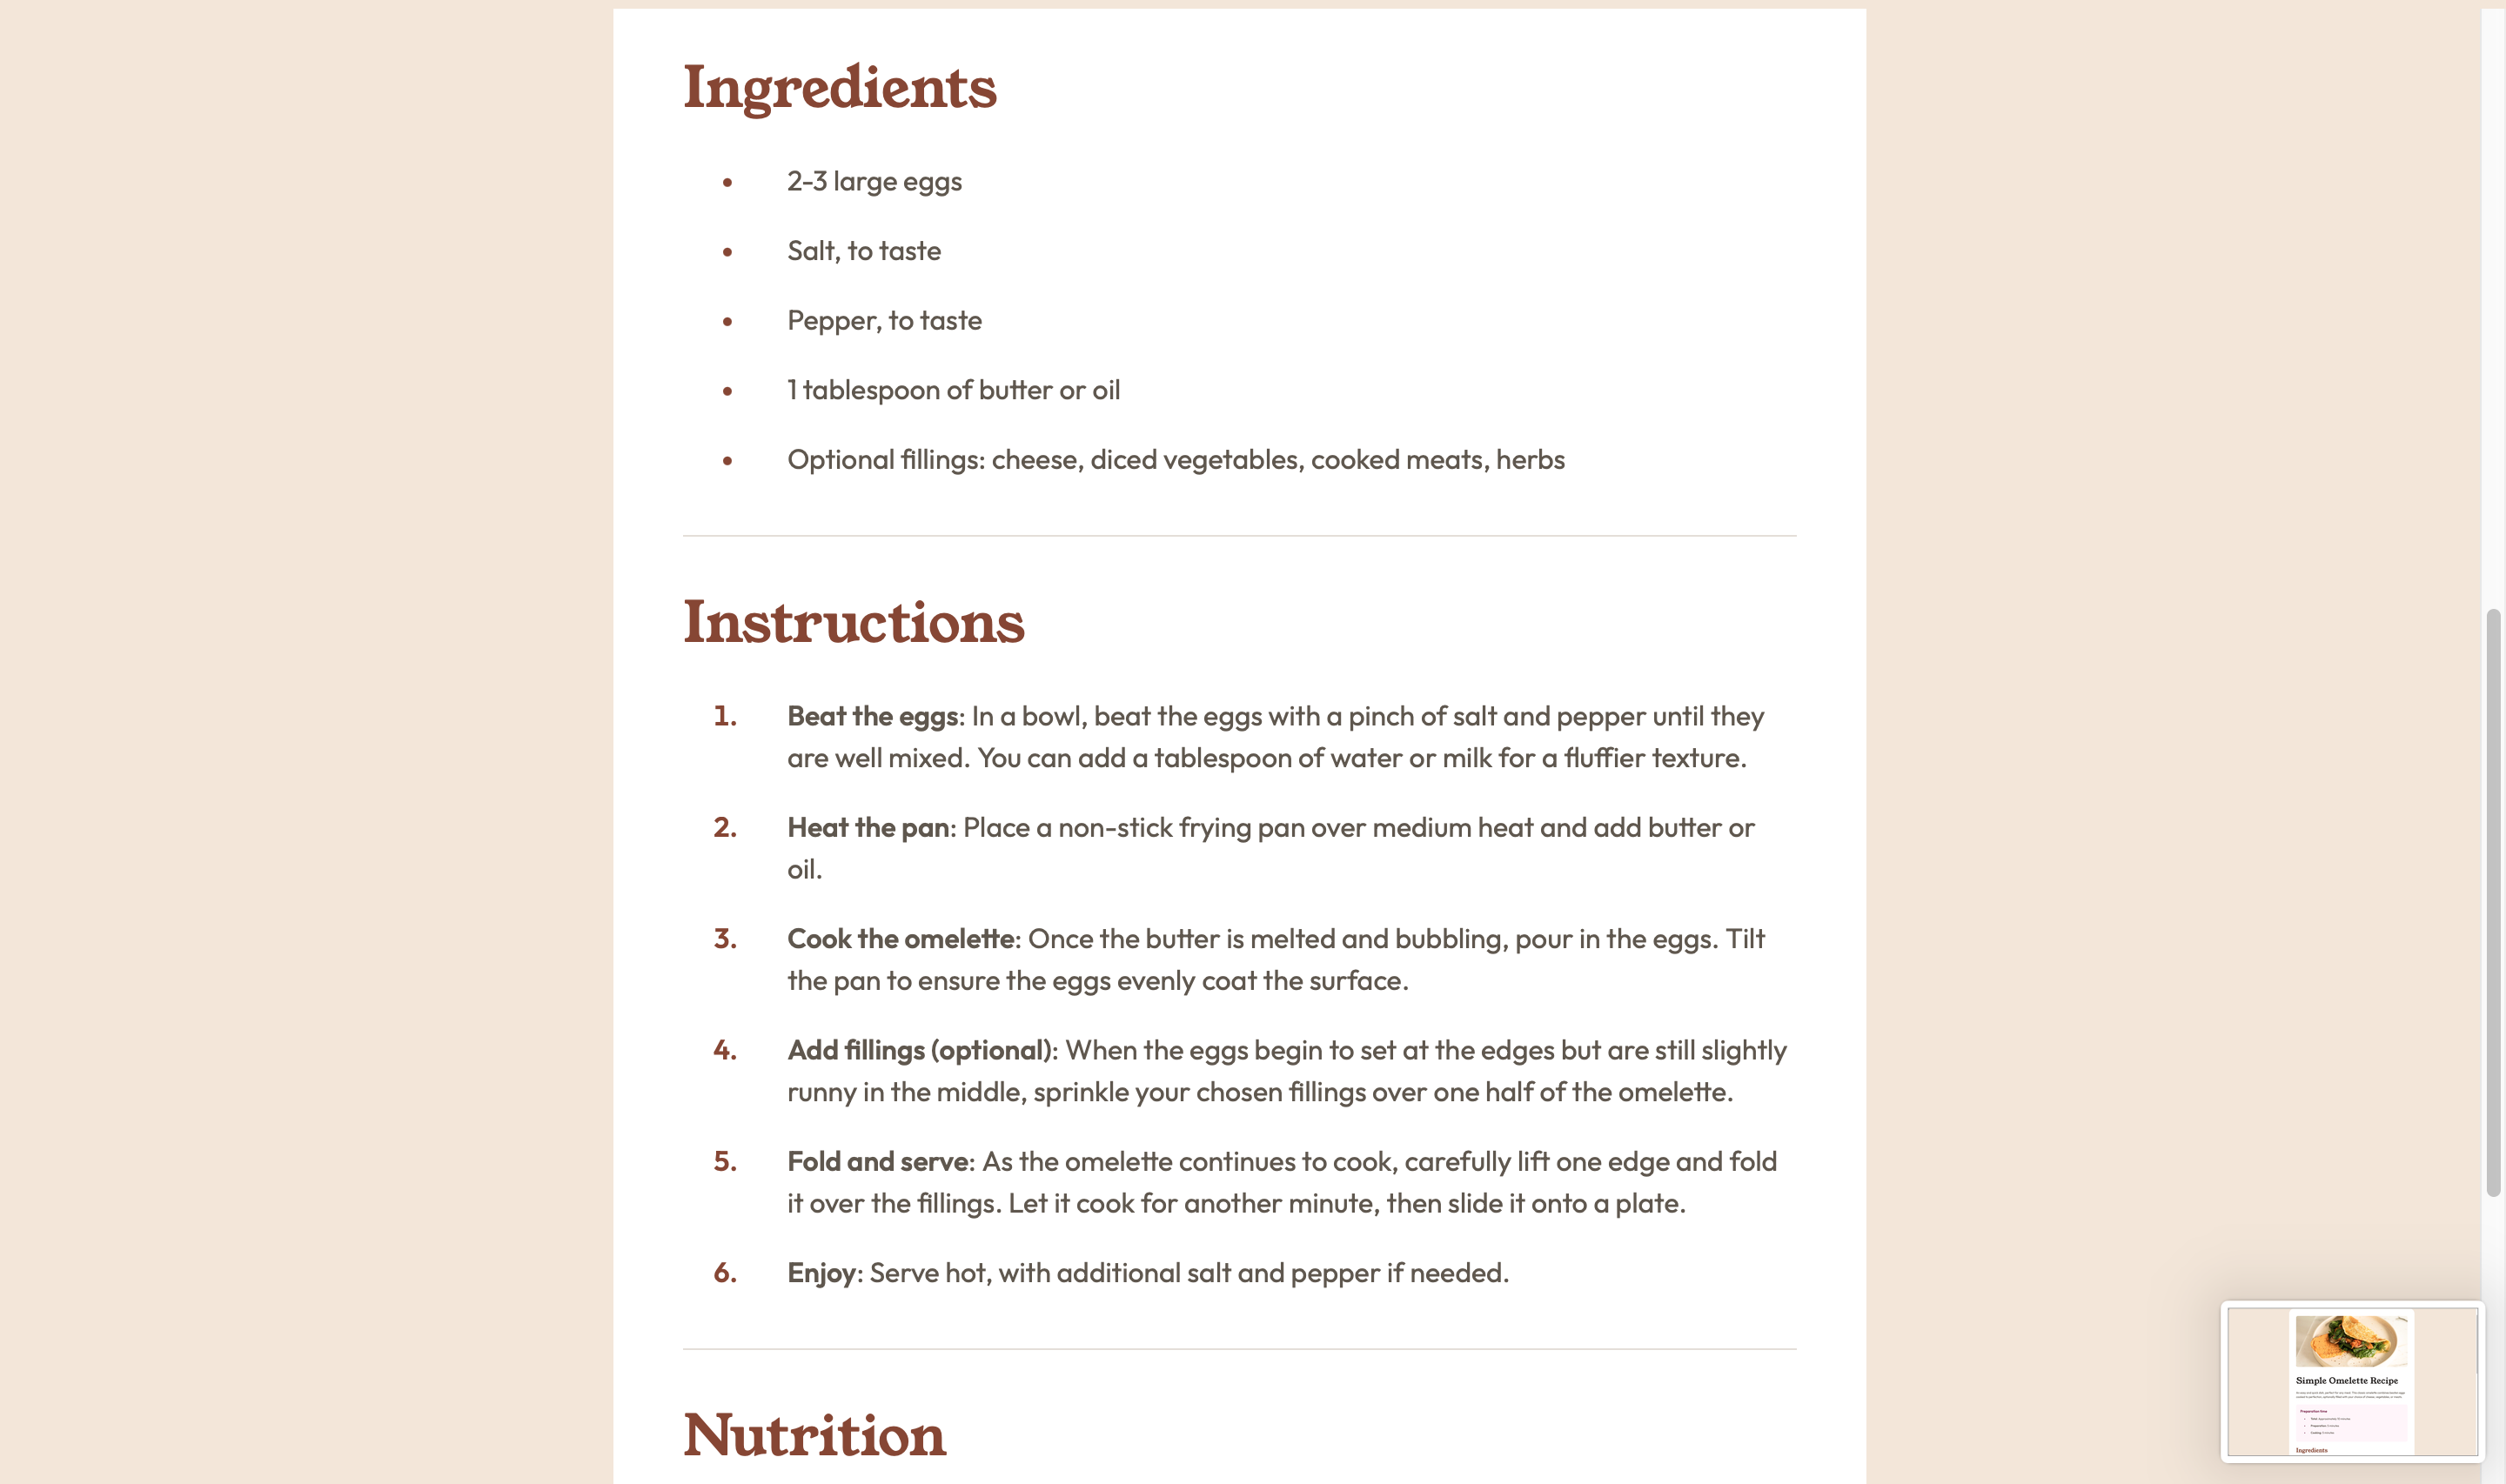 Ingredients
• 2-3 large eggs
• Salt, to taste
• Pepper, to taste
• 1 tablespoon of butter or oil
• Optional fillings: cheese, diced vegetables, cooked meats, herbs
Instructions
1. Beat the eggs: In a bowl, beat the eggs with a pinch of salt and pepper until they
are well mixed. You can add a tablespoon of water or milk for a fluffier texture.
2. Heat the pan: Place a non-stick frying pan over medium heat and add butter or
oil.
3. Cook the omelette: Once the butter is melted and bubbling, pour in the eggs. Tilt
the pan to ensure the eggs evenly coat the surface.
4. Add fillings (optional): When the eggs begin to set at the edges but are still slightly
runny in the middle, sprinkle your chosen fillings over one half of the omelette.
5. Fold and serve: As the omelette continues to cook, carefully lift one edge and fold
it over the fillings. Let it cook for another minute, then slide it onto a plate.
6. Enjoy: Serve hot, with additional salt and pepper if needed.
Nutrition
Simple Omelette Recipe
Preparation time
Ingredients